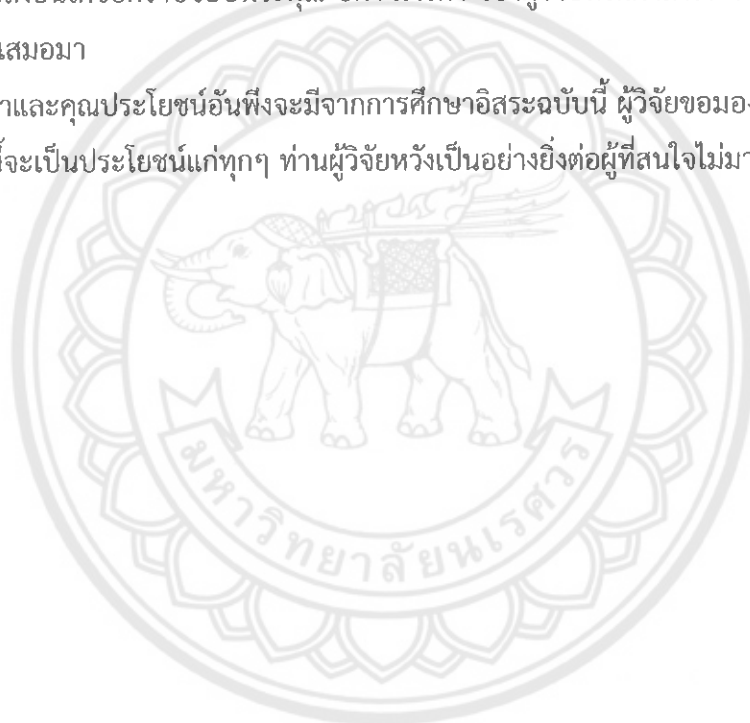 เสมอมา
และคุณประโยชน์อันพึงจะมีจากการศึกษาอิสระฉบับนี้ ผู้วิจัยขอมอง
จะเป็นประโยชน์แก่ทุกๆ ท่านผู้วิจัยหวังเป็นอย่างยิ่งต่อผู้ที่สนใจไม่มา
มหาวิทยาลัยนเรศวร